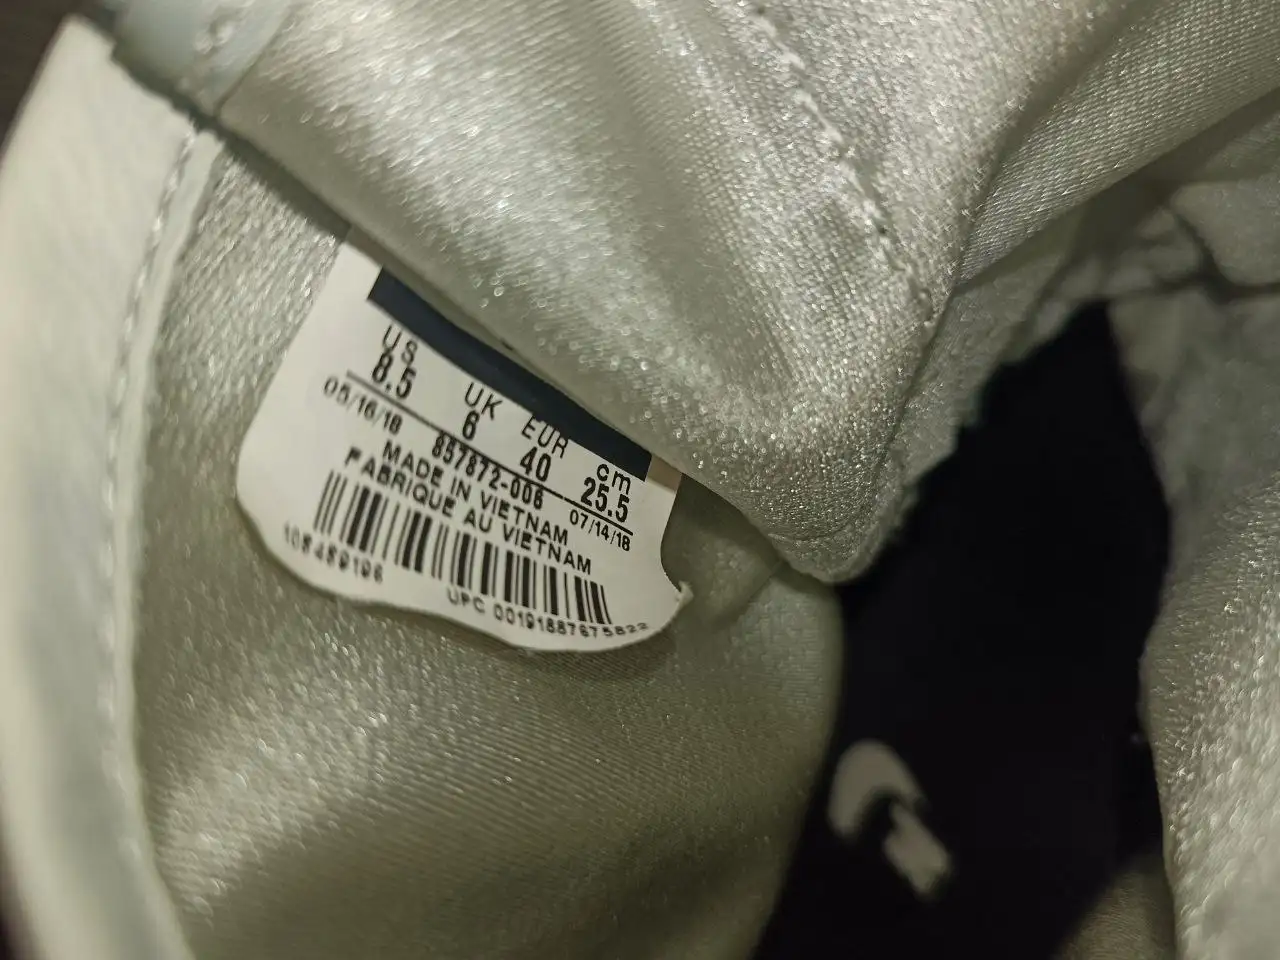 US UK EUR cm
8.5 6 40 25.5
05/16/18 857872-006 07/14/18
MADE IN VIETNAM
FABRIQUE AU VIETNAM
108489196
UPC 00191887675822